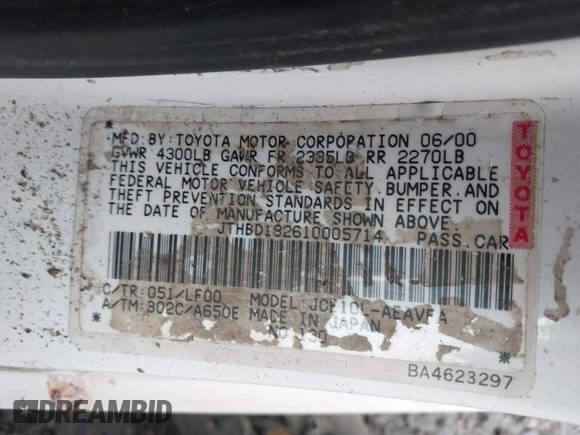 MFD. BY: TOYOTA MOTOR CORPORATION 06/00
GVWR 4300LB GAWR FR 2335LB RR 2270LB
THIS VEHICLE CONFORMS TO ALL APPLICABLE
FEDERAL MOTOR VEHICLE SAFETY, BUMPER, AND
THEFT PREVENTION STANDARDS IN EFFECT ON
THE DATE OF MANUFACTURE SHOWN ABOVE.
JTHBD182610005714 PASS. CAR
TOYOTA
C/TR: 051/LF00 MODEL: JCE10L-AEAVFA
A/TM: B02C/A650E MADE IN JAPAN
NO.130
BA4623297
DREAMBID